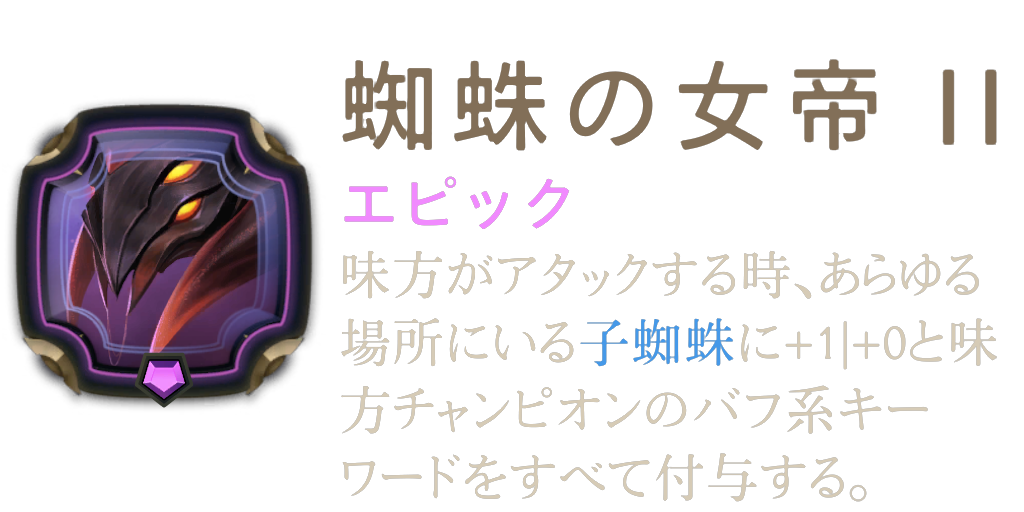 蜘蛛の女帝 II
エピック
味方がアタックする時、あらゆる
場所にいる子蜘蛛に+1|+0と味
方チャンピオンのバフ系キー
ワードをすべて付与する。